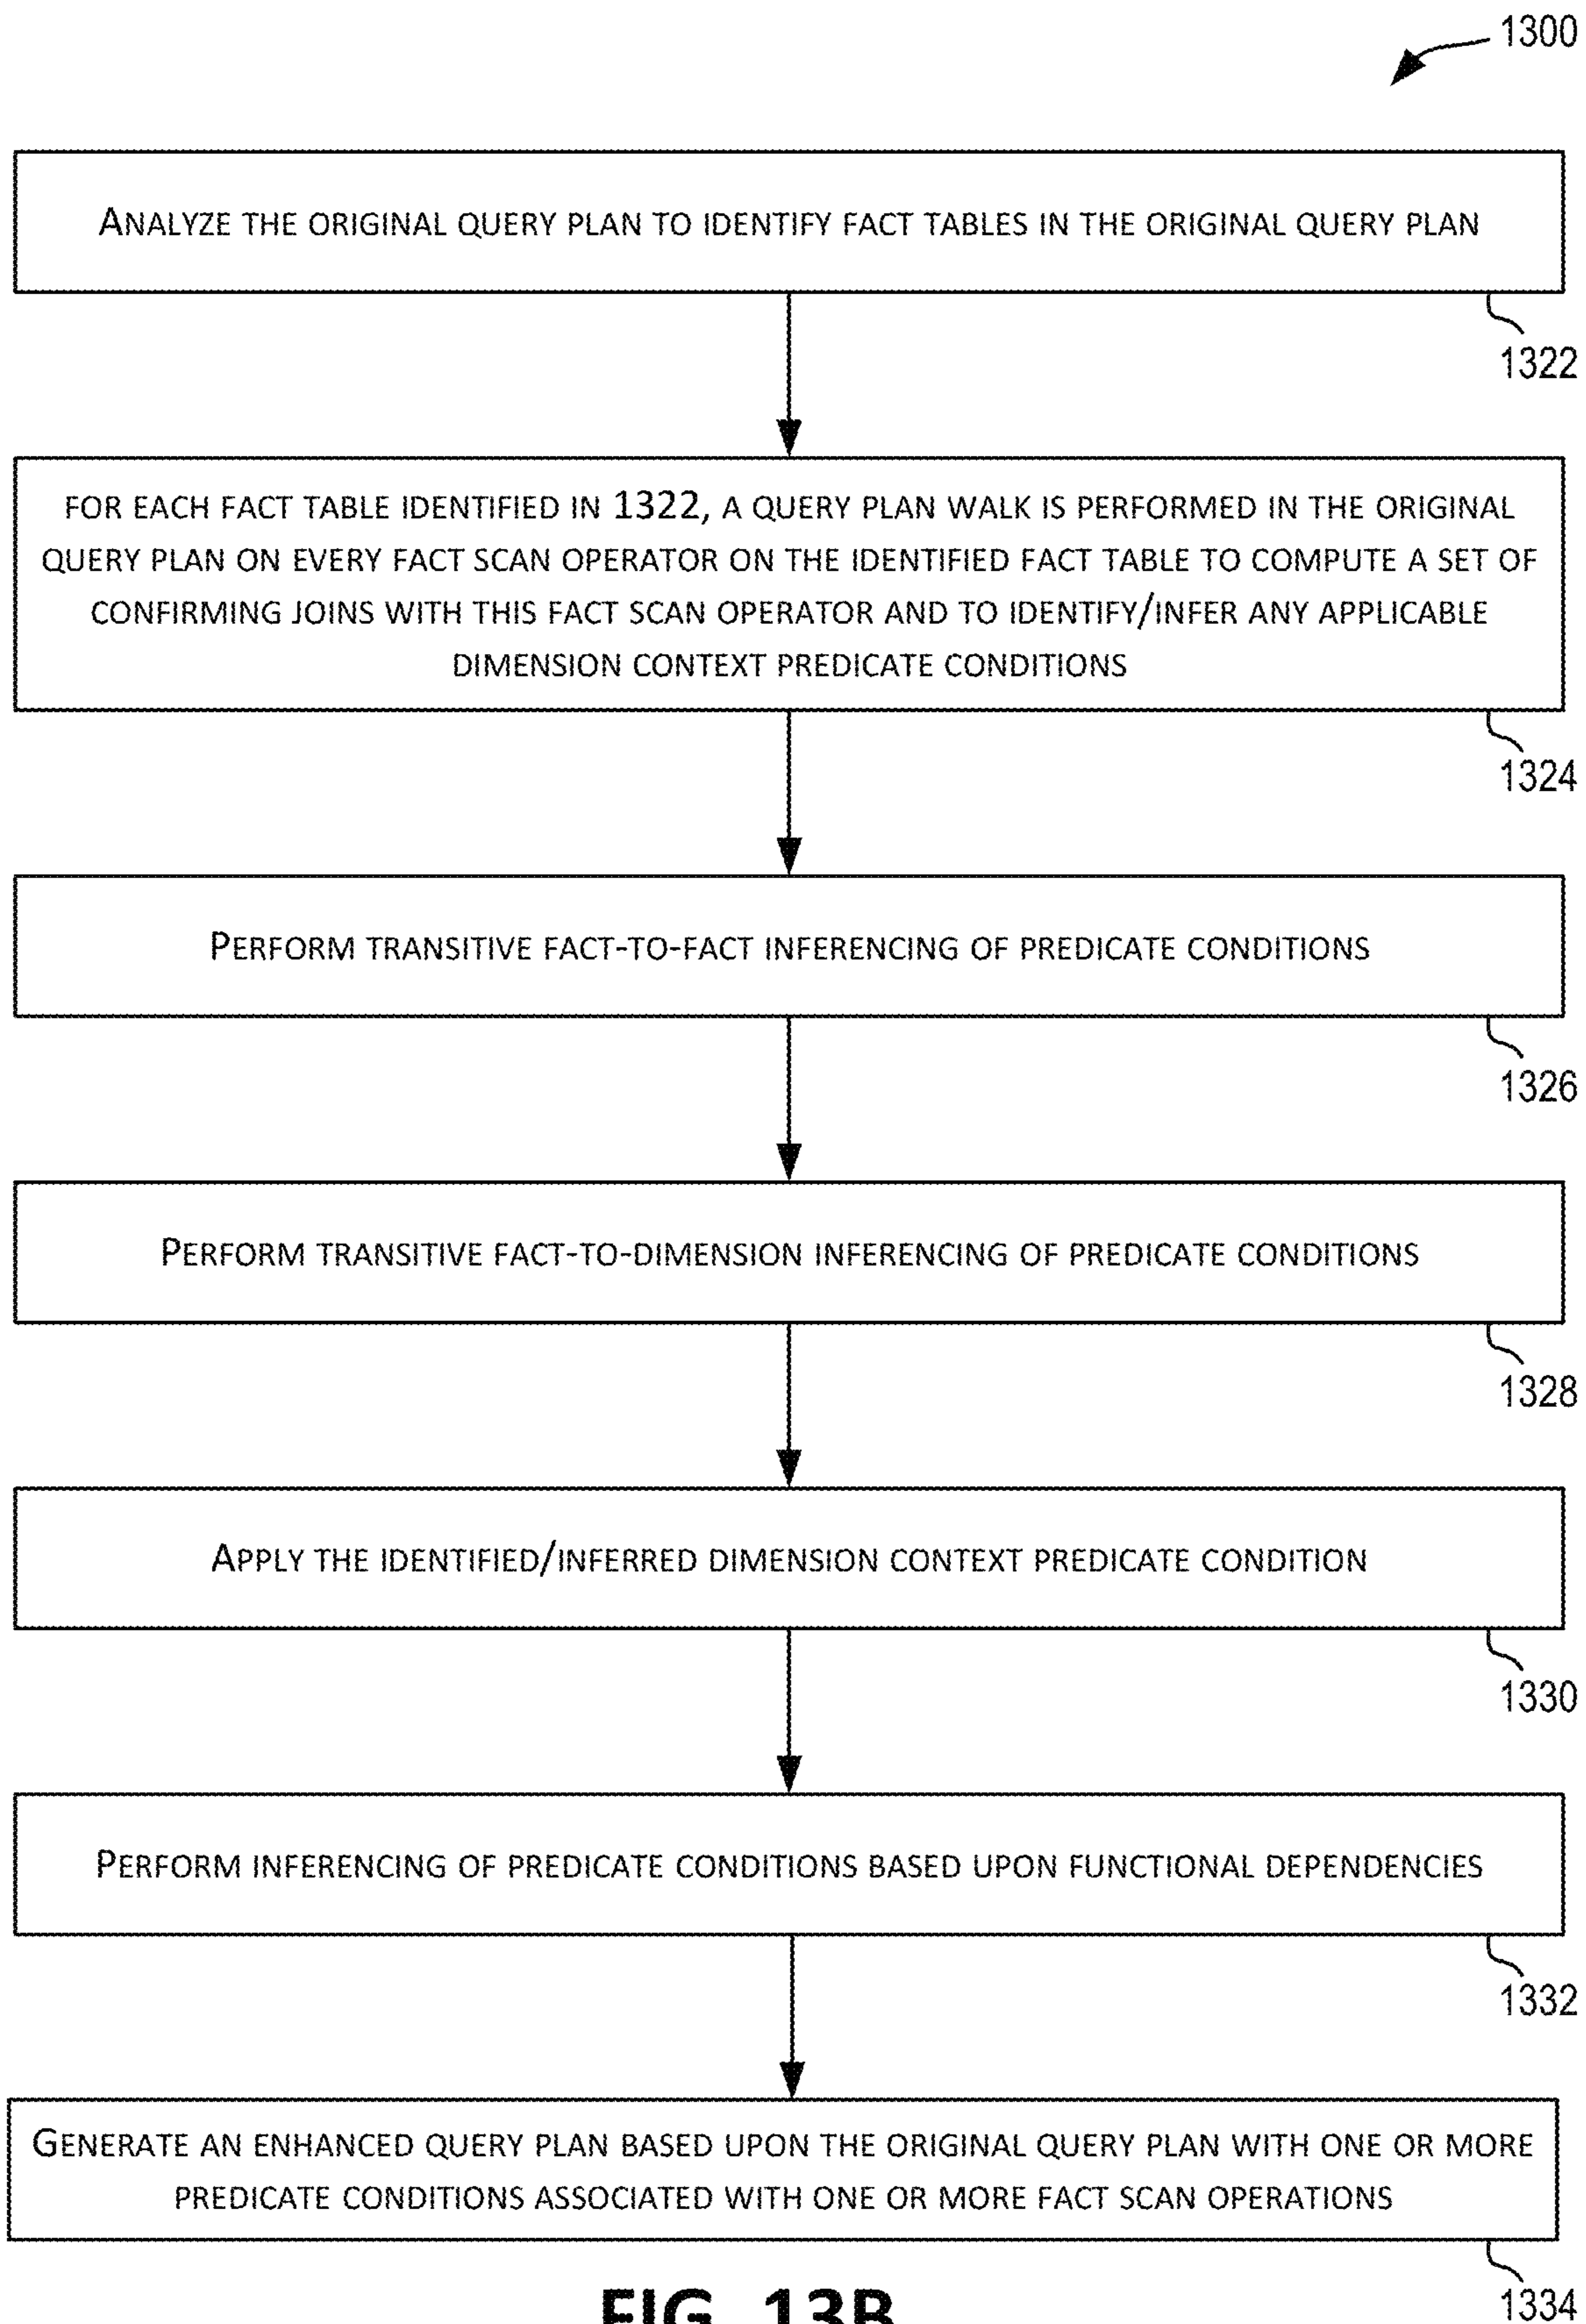 1300
ANALYZE THE ORIGINAL QUERY PLAN TO IDENTIFY FACT TABLES IN THE ORIGINAL QUERY PLAN
1322
FOR EACH FACT TABLE IDENTIFIED IN 1322, A QUERY PLAN WALK IS PERFORMED IN THE ORIGINAL
QUERY PLAN ON EVERY FACT SCAN OPERATOR ON THE IDENTIFIED FACT TABLE TO COMPUTE A SET OF
CONFIRMING JOINS WITH THIS FACT SCAN OPERATOR AND TO IDENTIFY/INFER ANY APPLICABLE
DIMENSION CONTEXT PREDICATE CONDITIONS
1324
PERFORM TRANSITIVE FACT-TO-FACT INFERENCING OF PREDICATE CONDITIONS
1326
PERFORM TRANSITIVE FACT-TO-DIMENSION INFERENCING OF PREDICATE CONDITIONS
1328
APPLY THE IDENTIFIED/INFERRED DIMENSION CONTEXT PREDICATE CONDITION
1330
PERFORM INFERENCING OF PREDICATE CONDITIONS BASED UPON FUNCTIONAL DEPENDENCIES
1332
GENERATE AN ENHANCED QUERY PLAN BASED UPON THE ORIGINAL QUERY PLAN WITH ONE OR MORE
PREDICATE CONDITIONS ASSOCIATED WITH ONE OR MORE FACT SCAN OPERATIONS
1334
FIG. 13B